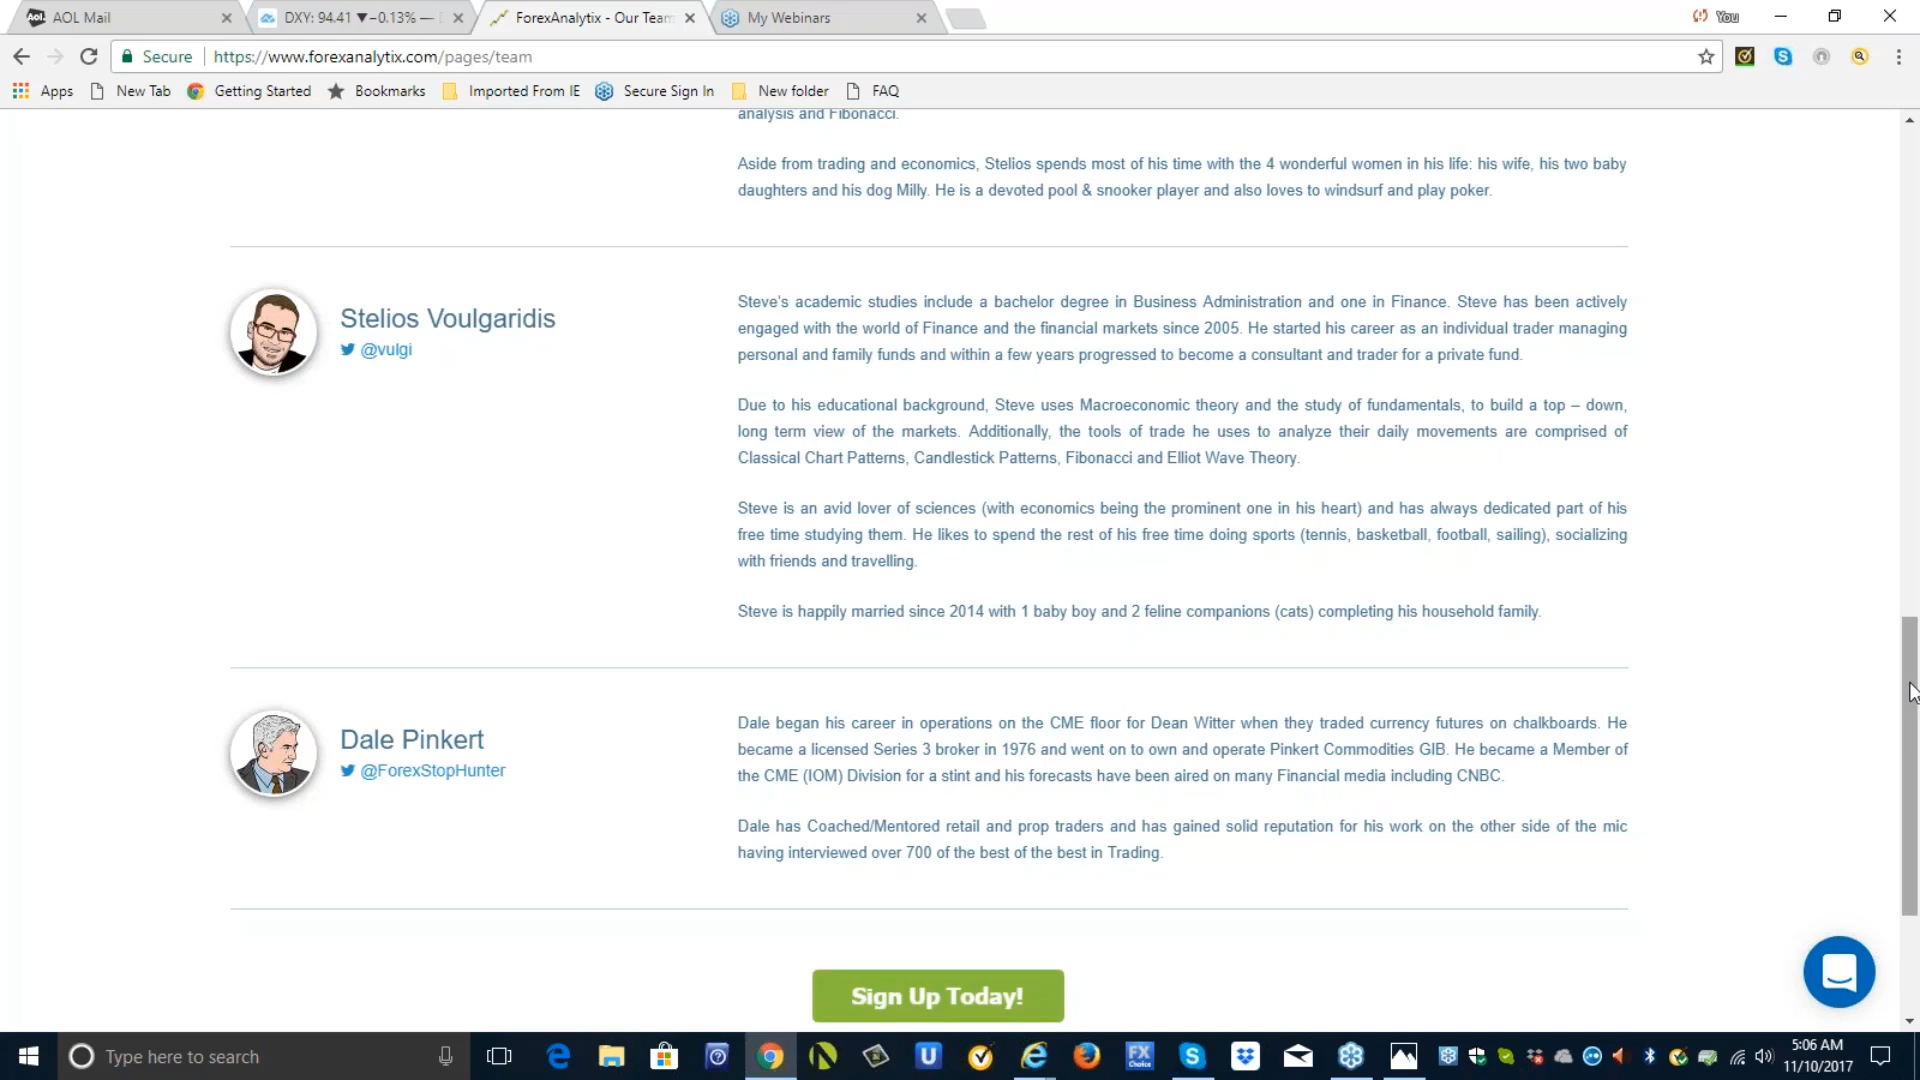 AOL Mail
DXY: 94.41 ▼−0.13% —
ForexAnalytix - Our Team
My Webinars
You
Secure
https://www.forexanalytix.com/pages/team
Apps
New Tab
Getting Started
Bookmarks
Imported From IE
Secure Sign In
New folder
FAQ
analysis and Fibonacci.
Aside from trading and economics, Stelios spends most of his time with the 4 wonderful women in his life: his wife, his two baby
daughters and his dog Milly. He is a devoted pool & snooker player and also loves to windsurf and play poker.
Stelios Voulgaridis
@vulgi
Steve's academic studies include a bachelor degree in Business Administration and one in Finance. Steve has been actively
engaged with the world of Finance and the financial markets since 2005. He started his career as an individual trader managing
personal and family funds and within a few years progressed to become a consultant and trader for a private fund.
Due to his educational background, Steve uses Macroeconomic theory and the study of fundamentals, to build a top – down,
long term view of the markets. Additionally, the tools of trade he uses to analyze their daily movements are comprised of
Classical Chart Patterns, Candlestick Patterns, Fibonacci and Elliot Wave Theory.
Steve is an avid lover of sciences (with economics being the prominent one in his heart) and has always dedicated part of his
free time studying them. He likes to spend the rest of his free time doing sports (tennis, basketball, football, sailing), socializing
with friends and travelling.
Steve is happily married since 2014 with 1 baby boy and 2 feline companions (cats) completing his household family.
Dale Pinkert
@ForexStopHunter
Dale began his career in operations on the CME floor for Dean Witter when they traded currency futures on chalkboards. He
became a licensed Series 3 broker in 1976 and went on to own and operate Pinkert Commodities GIB. He became a Member of
the CME (IOM) Division for a stint and his forecasts have been aired on many Financial media including CNBC.
Dale has Coached/Mentored retail and prop traders and has gained solid reputation for his work on the other side of the mic
having interviewed over 700 of the best of the best in Trading.
Sign Up Today!
Type here to search
FX
Choice
5:06 AM
11/10/2017